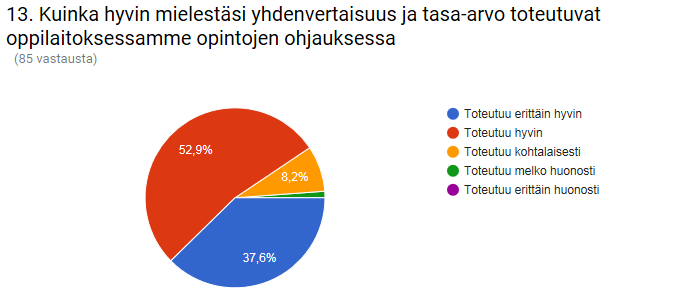 13. Kuinka hyvin mielestäsi yhdenvertaisuus ja tasa-arvo toteutuvat
oppilaitoksessamme opintojen ohjauksessa
(85 vastausta)
52,9%
8,2%
37,6%
Toteutuu erittäin hyvin
Toteutuu hyvin
Toteutuu kohtalaisesti
Toteutuu melko huonosti
Toteutuu erittäin huonosti